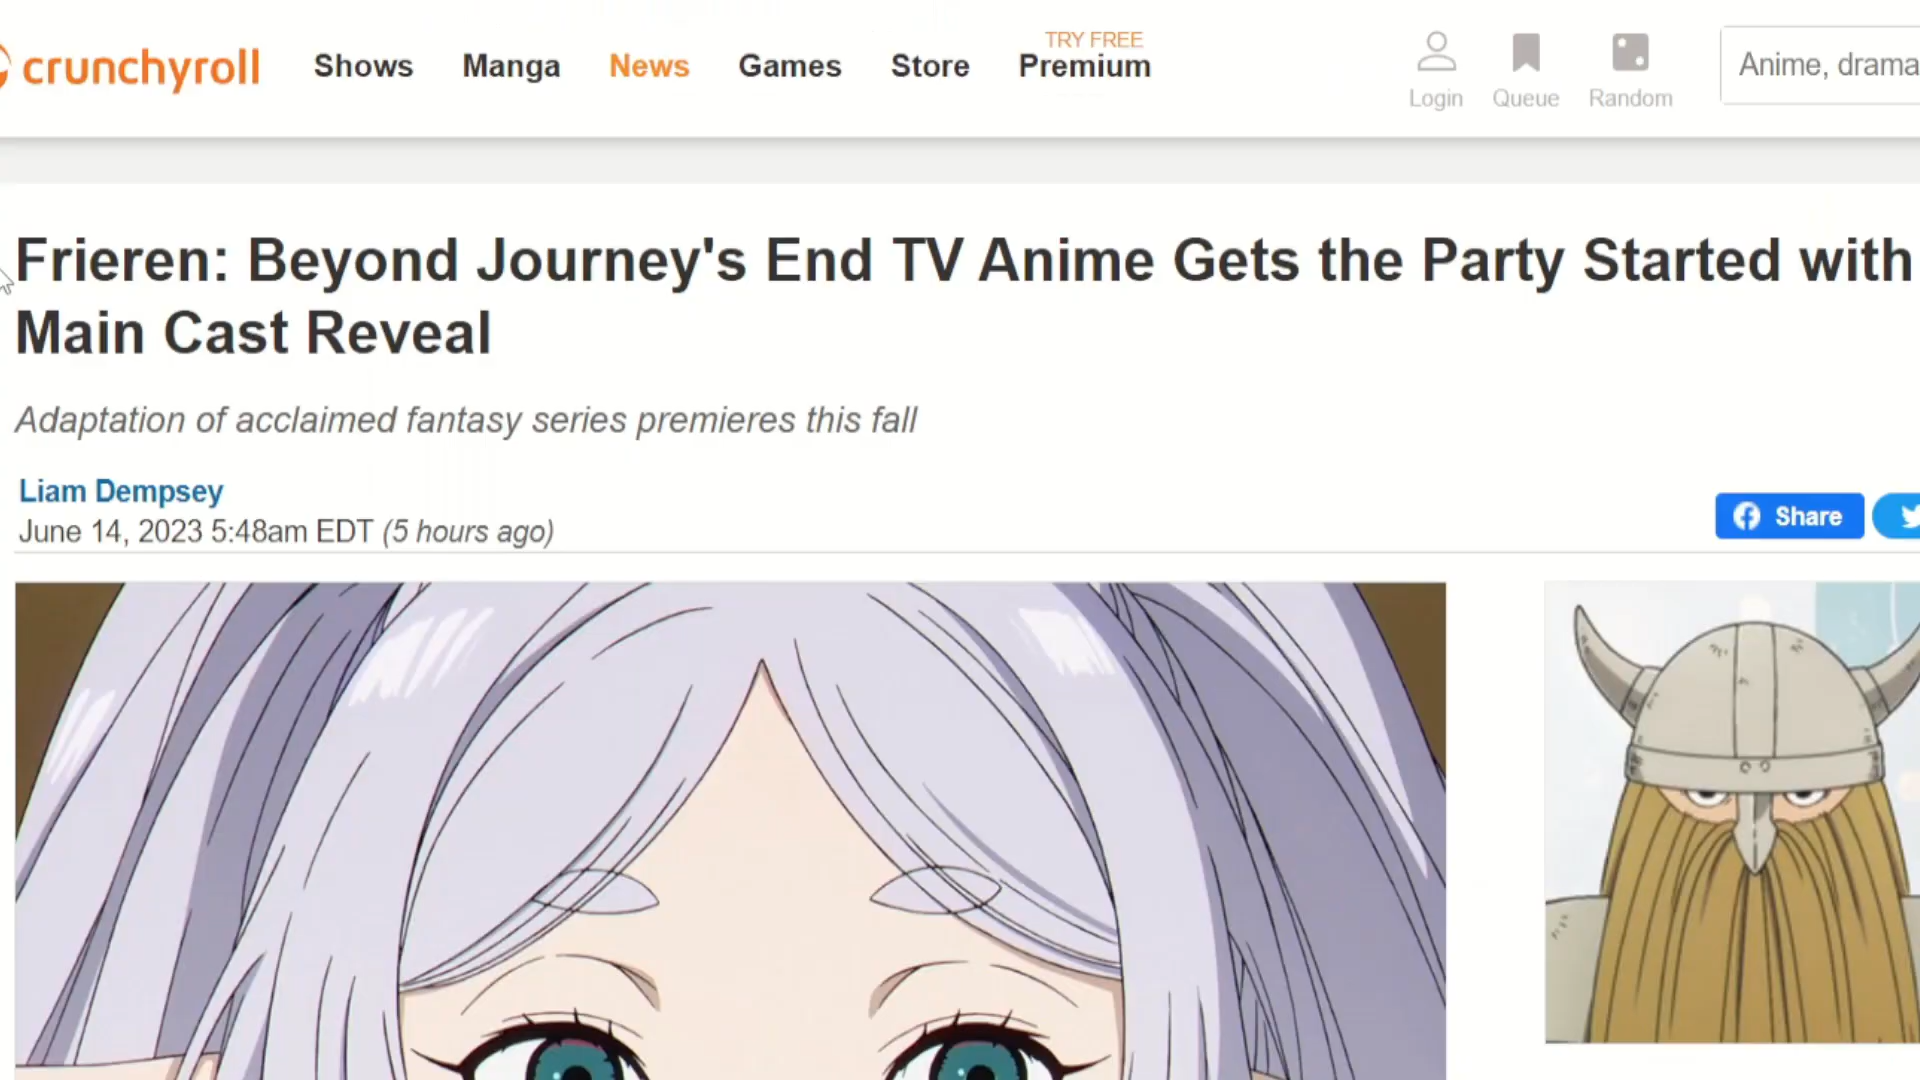 crunchyroll Shows Manga News Games Store TRY FREE Premium Login Queue Random Anime, drama
Frieren: Beyond Journey's End TV Anime Gets the Party Started with
Main Cast Reveal
Adaptation of acclaimed fantasy series premieres this fall
Liam Dempsey
June 14, 2023 5:48am EDT (5 hours ago)
Share